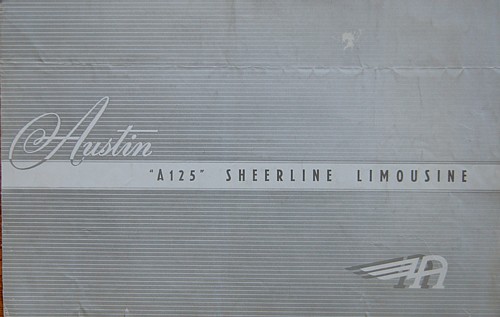 Austin
"A125" SHEERLINE LIMOUSINE
A